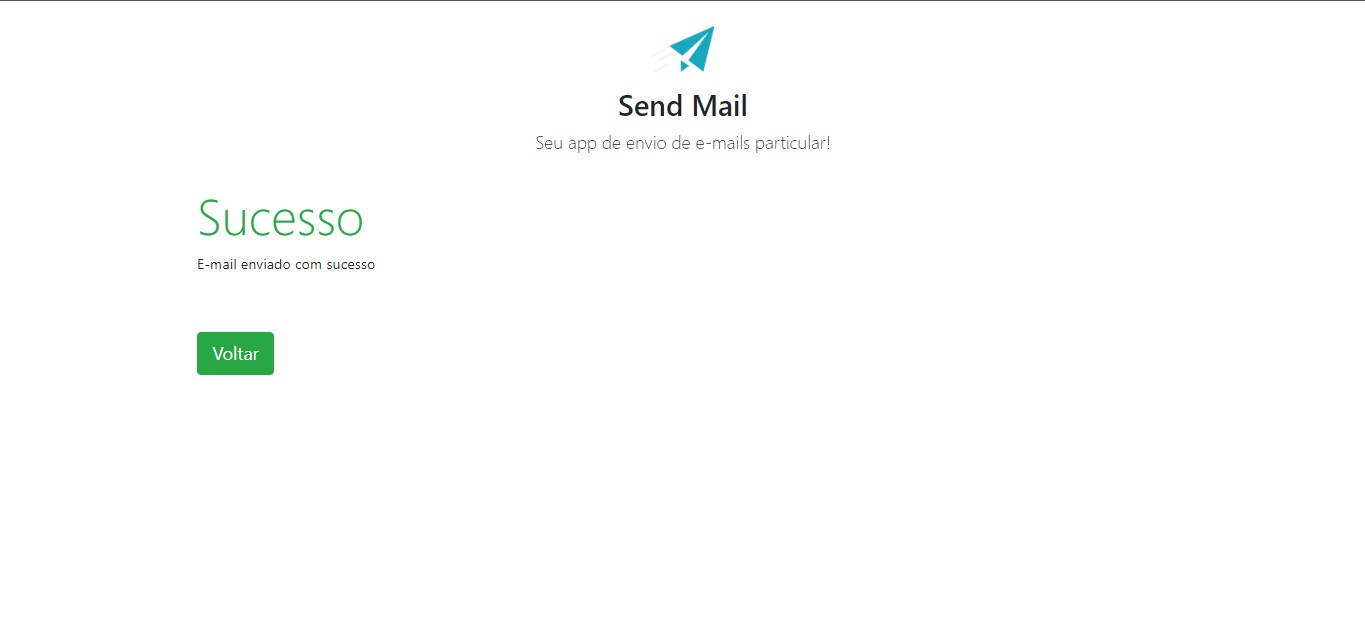 Send Mail
Seu app de envio de e-mails particular!
Sucesso
E-mail enviado com sucesso
Voltar